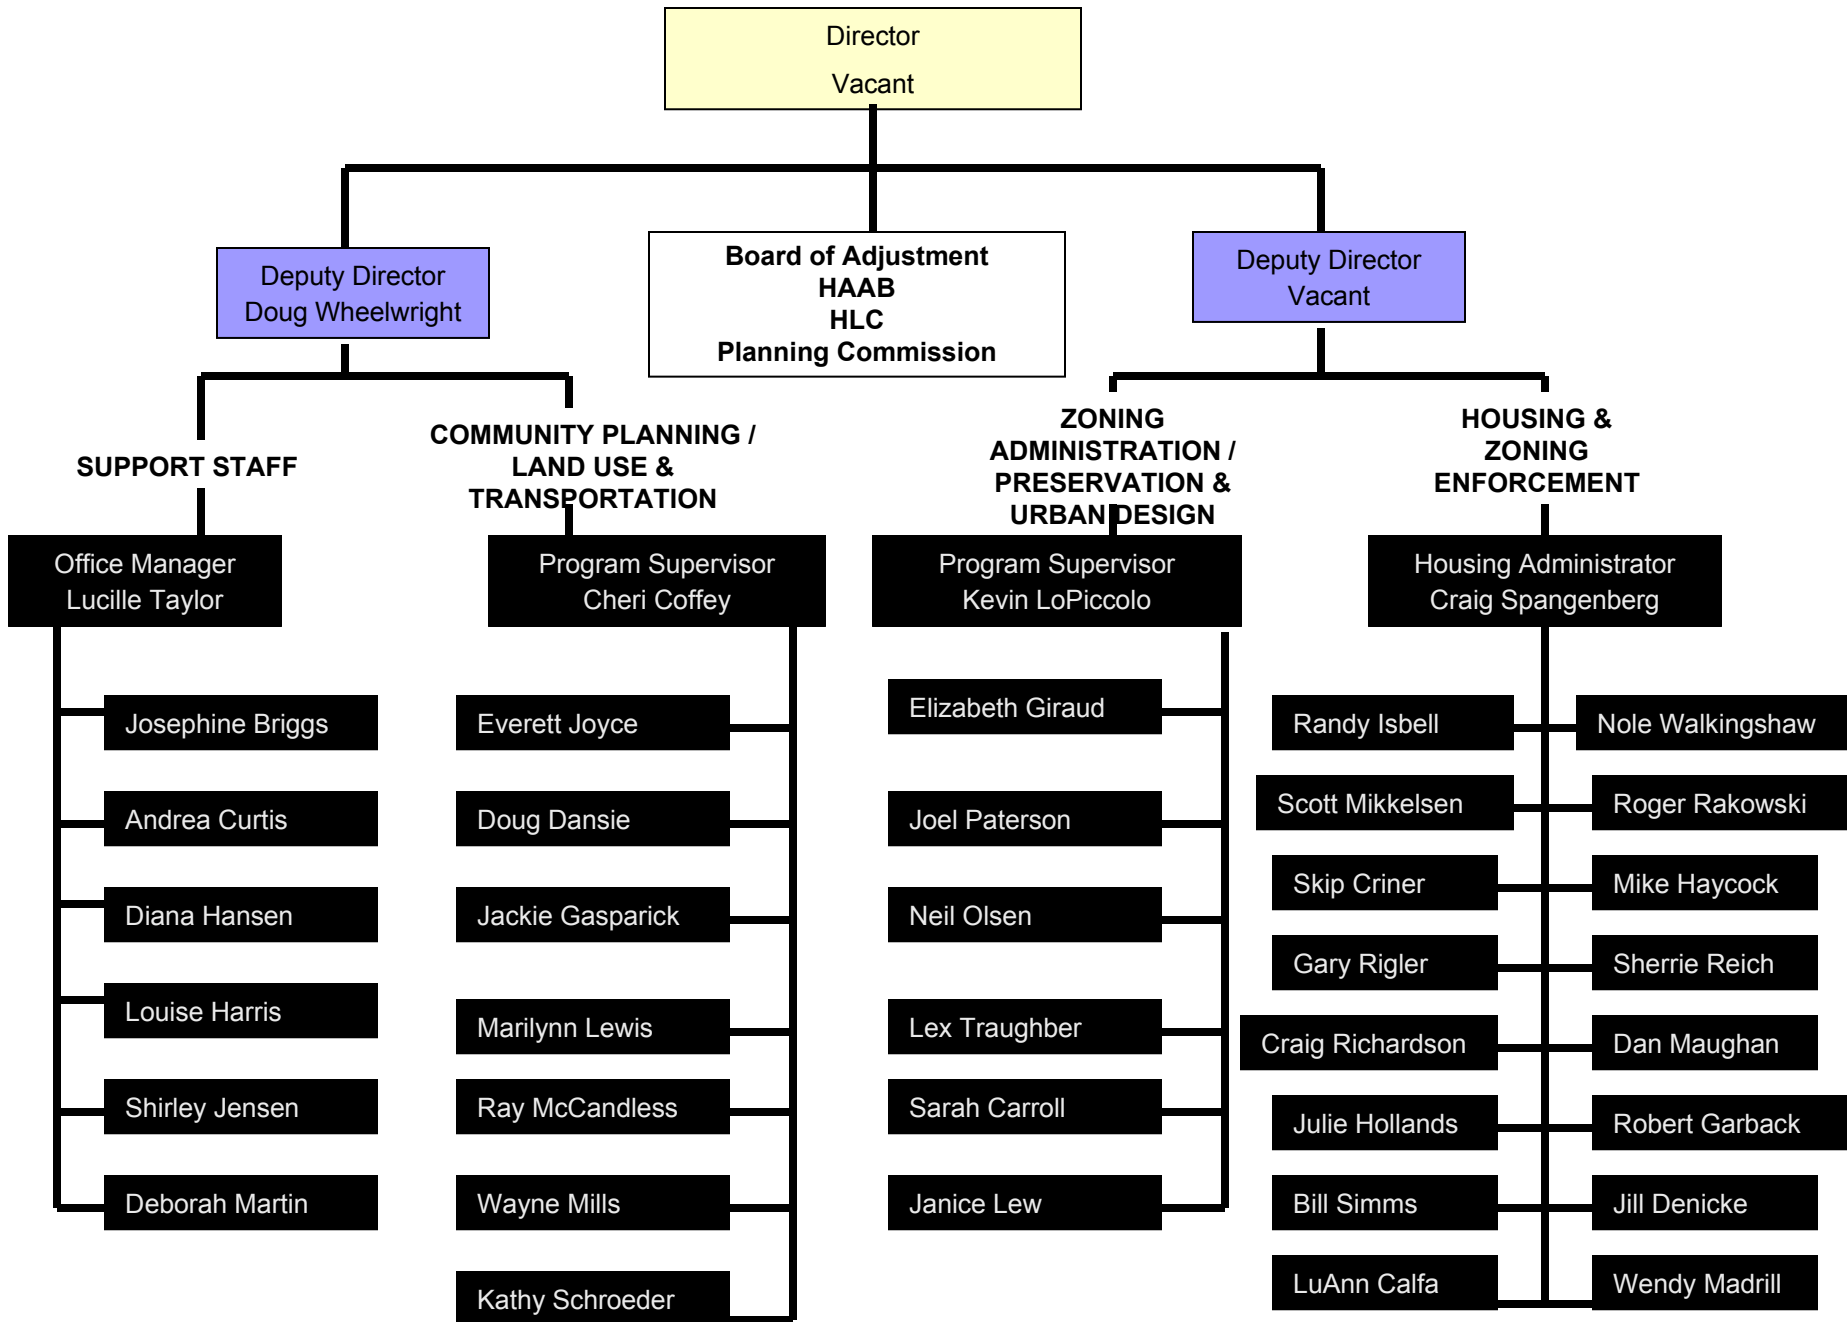 Director
Vacant
Deputy Director
Doug Wheelwright
Board of Adjustment
HAAB
HLC
Planning Commission
Deputy Director
Vacant
SUPPORT STAFF
COMMUNITY PLANNING /
LAND USE &
TRANSPORTATION
ZONING
ADMINISTRATION /
PRESERVATION &
URBAN DESIGN
HOUSING &
ZONING
ENFORCEMENT
Office Manager
Lucille Taylor
Program Supervisor
Cheri Coffey
Program Supervisor
Kevin LoPiccolo
Housing Administrator
Craig Spangenberg
Josephine Briggs
Andrea Curtis
Diana Hansen
Louise Harris
Shirley Jensen
Deborah Martin
Everett Joyce
Doug Dansie
Jackie Gasparick
Marilynn Lewis
Ray McCandless
Wayne Mills
Kathy Schroeder
Elizabeth Giraud
Joel Paterson
Neil Olsen
Lex Traughber
Sarah Carroll
Janice Lew
Randy Isbell
Scott Mikkelsen
Skip Criner
Gary Rigler
Craig Richardson
Julie Hollands
Bill Simms
LuAnn Calfa
Nole Walkingshaw
Roger Rakowski
Mike Haycock
Sherrie Reich
Dan Maughan
Robert Garback
Jill Denicke
Wendy Madrill